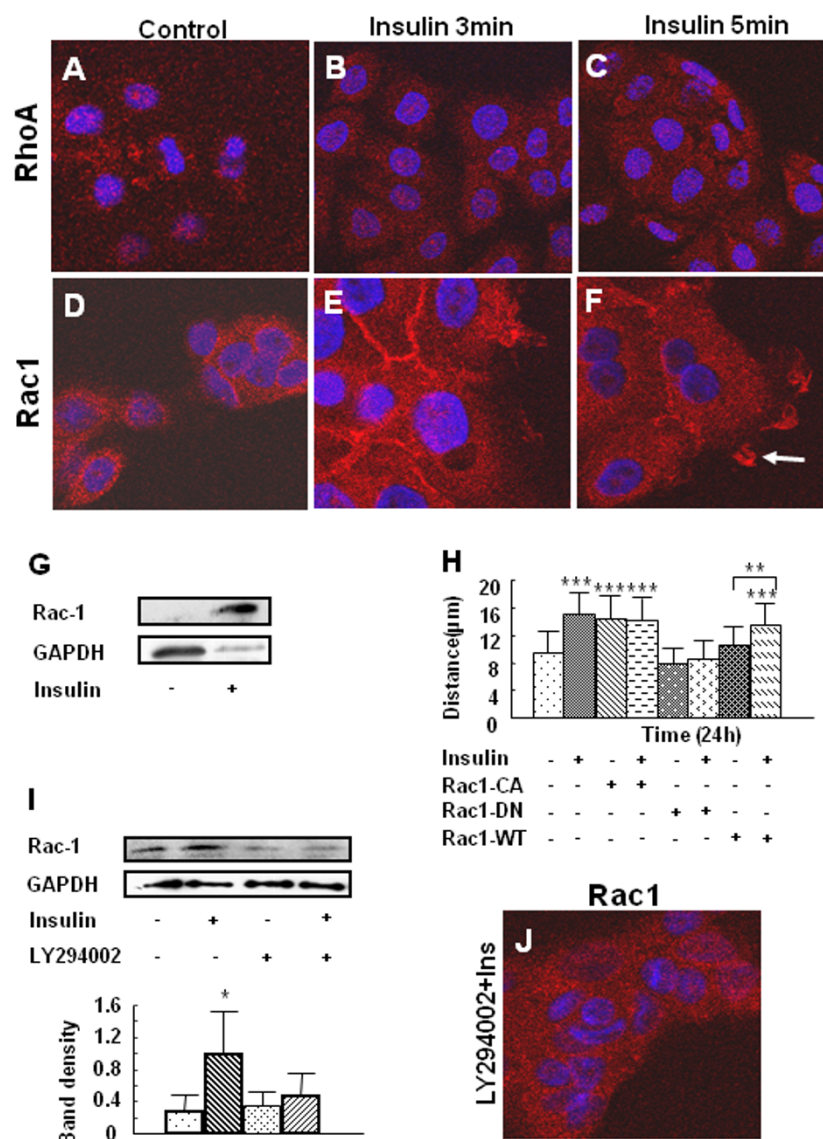 Control Insulin 3min Insulin 5min
RhoA
A B C
Rac1
D E F
G
Rac-1
GAPDH
Insulin - +
H
** 
*** *** *** ***
Distance(µm)
20
16
12
8
4
0
Time (24h)
Insulin - + - + - + - +
Rac1-CA - - + + - - - -
Rac1-DN - - - - + + - -
Rac1-WT - - - - - - + +
I
Rac-1
GAPDH
Insulin - + - +
LY294002 - - + +
*
Band density
1.6
1.2
0.8
0.4
0
Rac1
J
LY294002+Ins